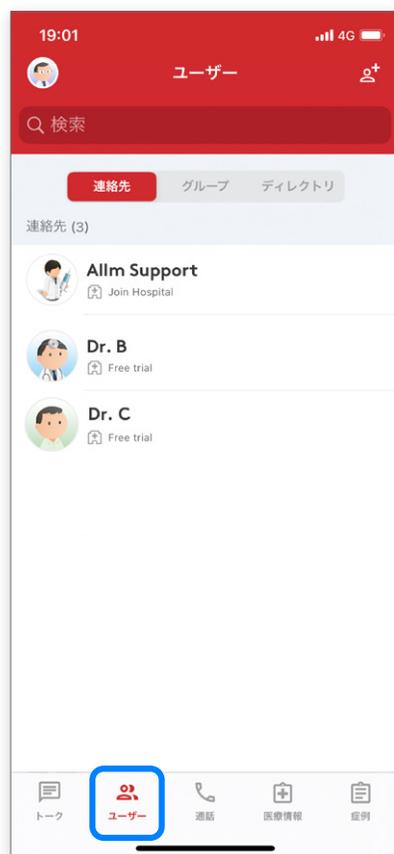 19:01 4G
ユーザー
検索
連絡先 グループ ディレクトリ
連絡先 (3)
Allm Support
Join Hospital
Dr. B
Free trial
Dr. C
Free trial
トーク ユーザー 通話 医療情報 症例